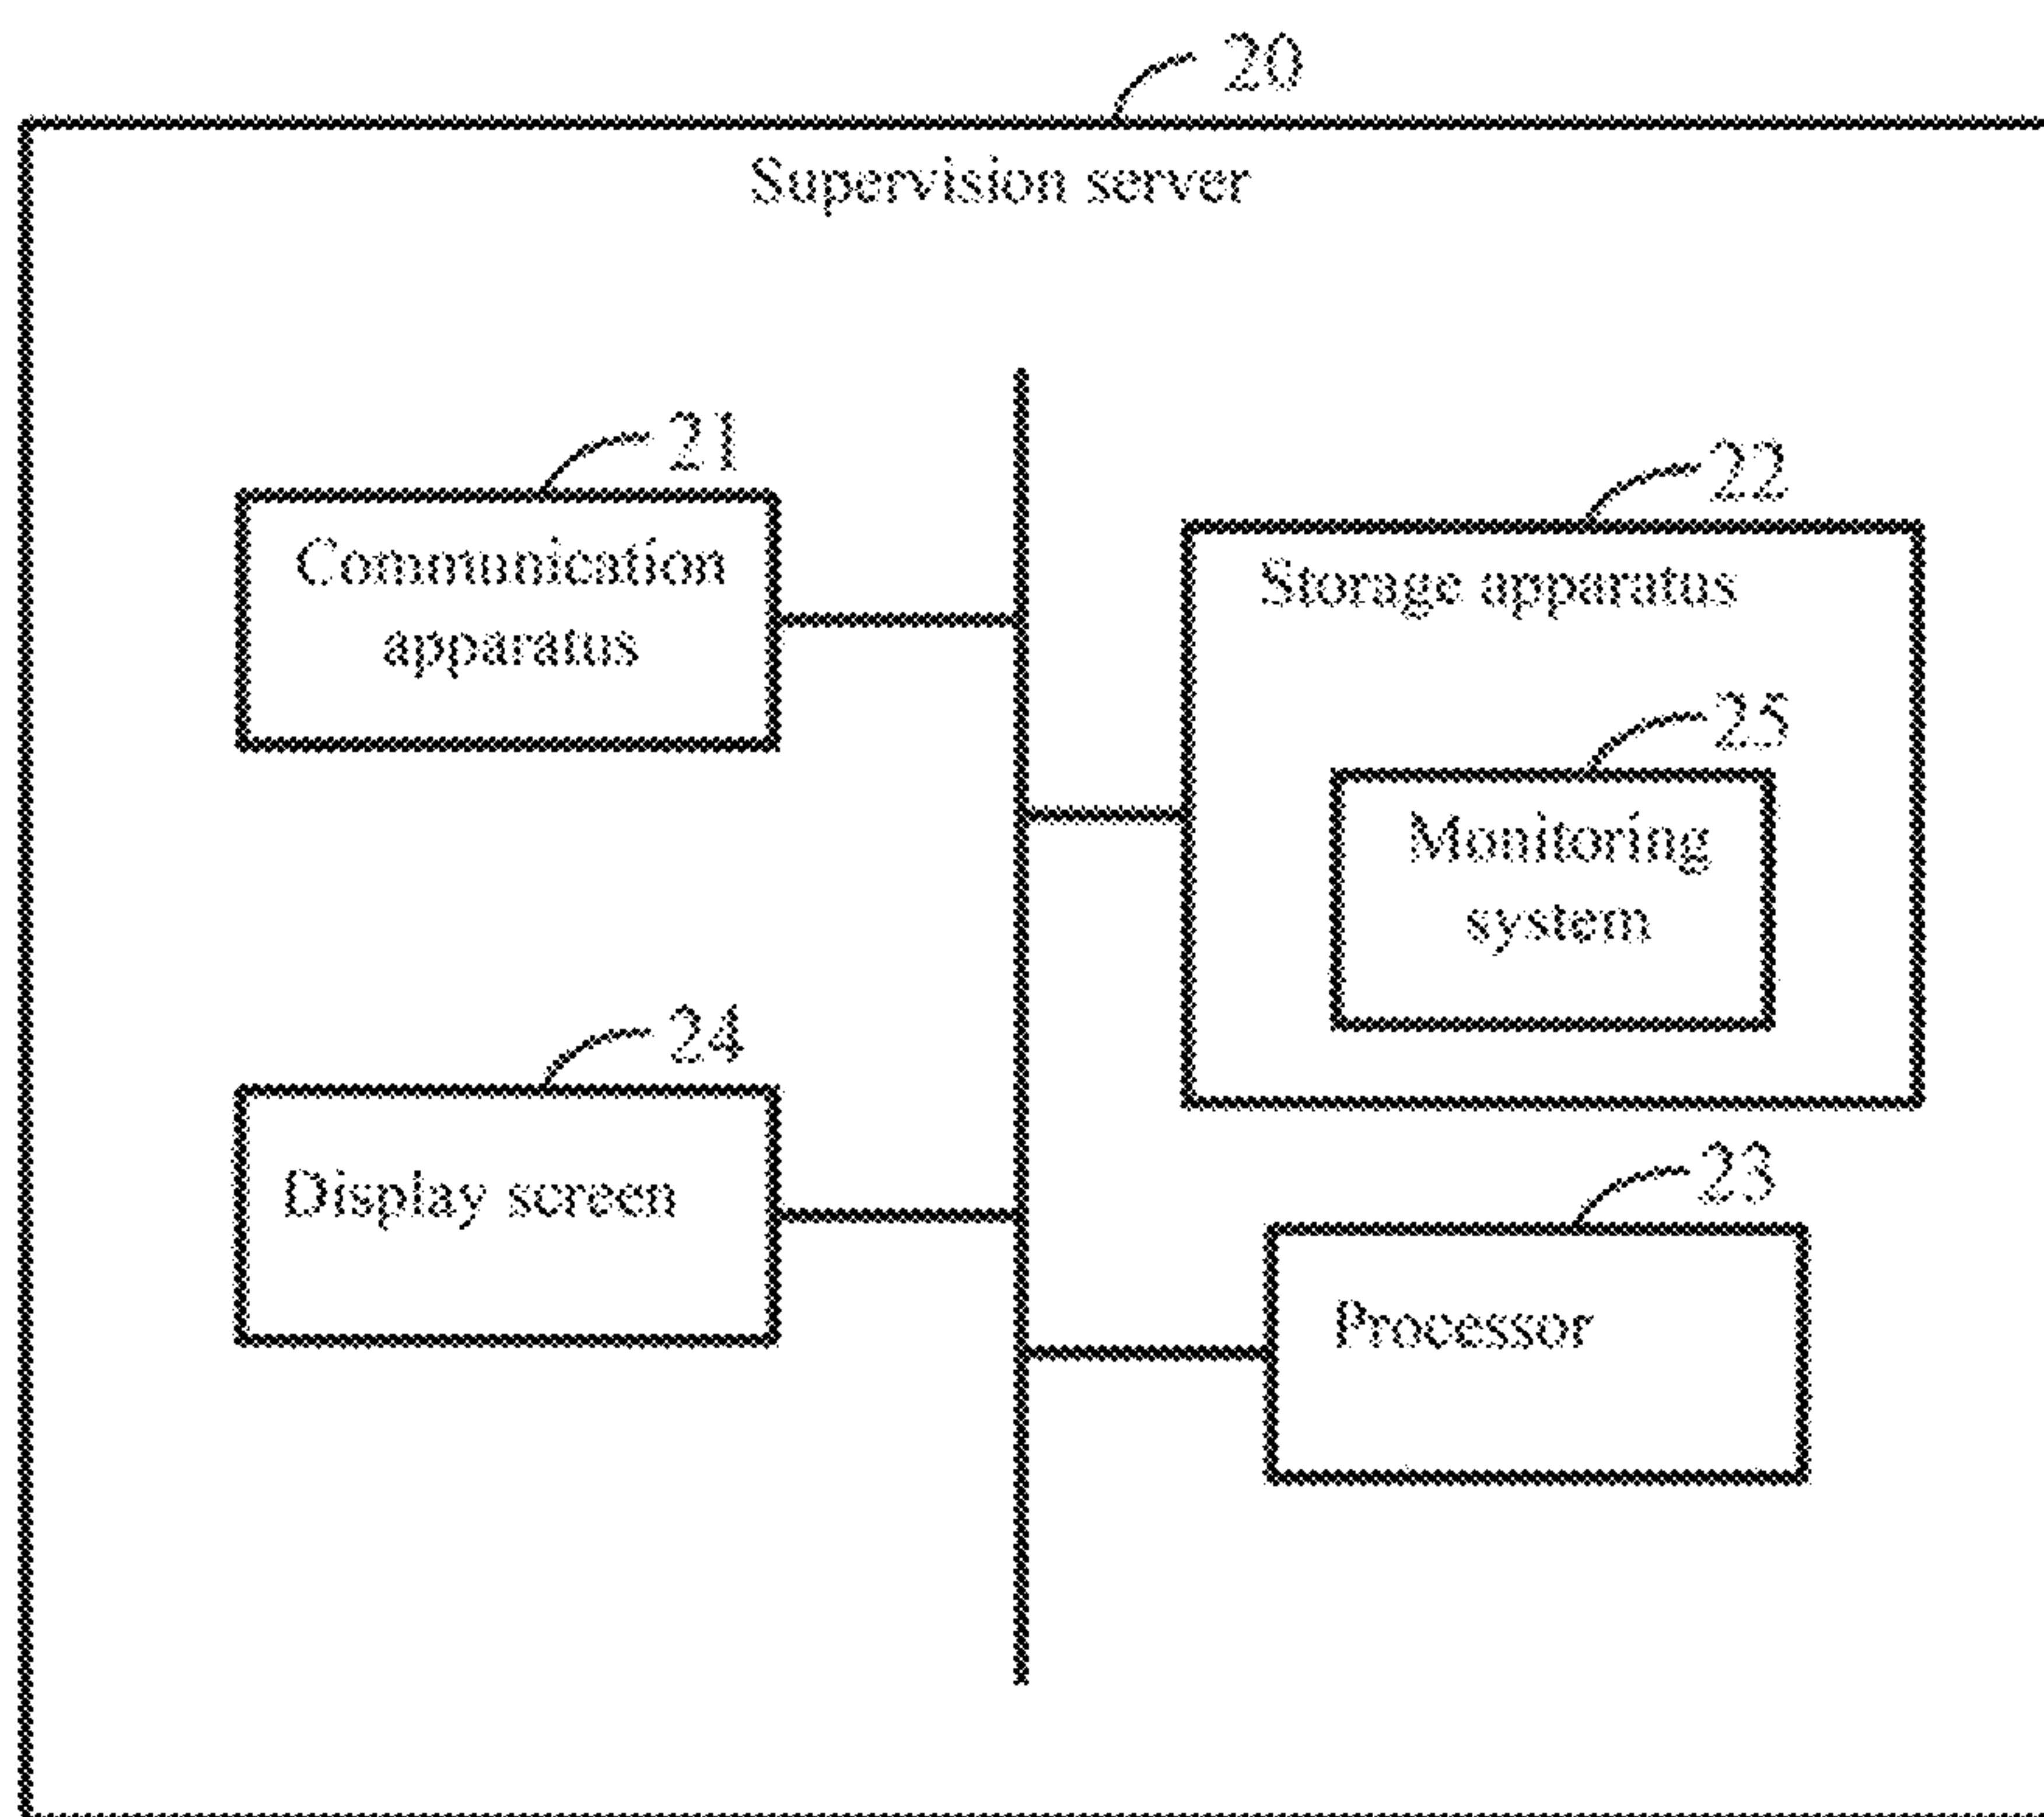 20
Supervision server
21
Communication
apparatus
22
Storage apparatus
25
Monitoring
system
24
Display screen
23
Processor